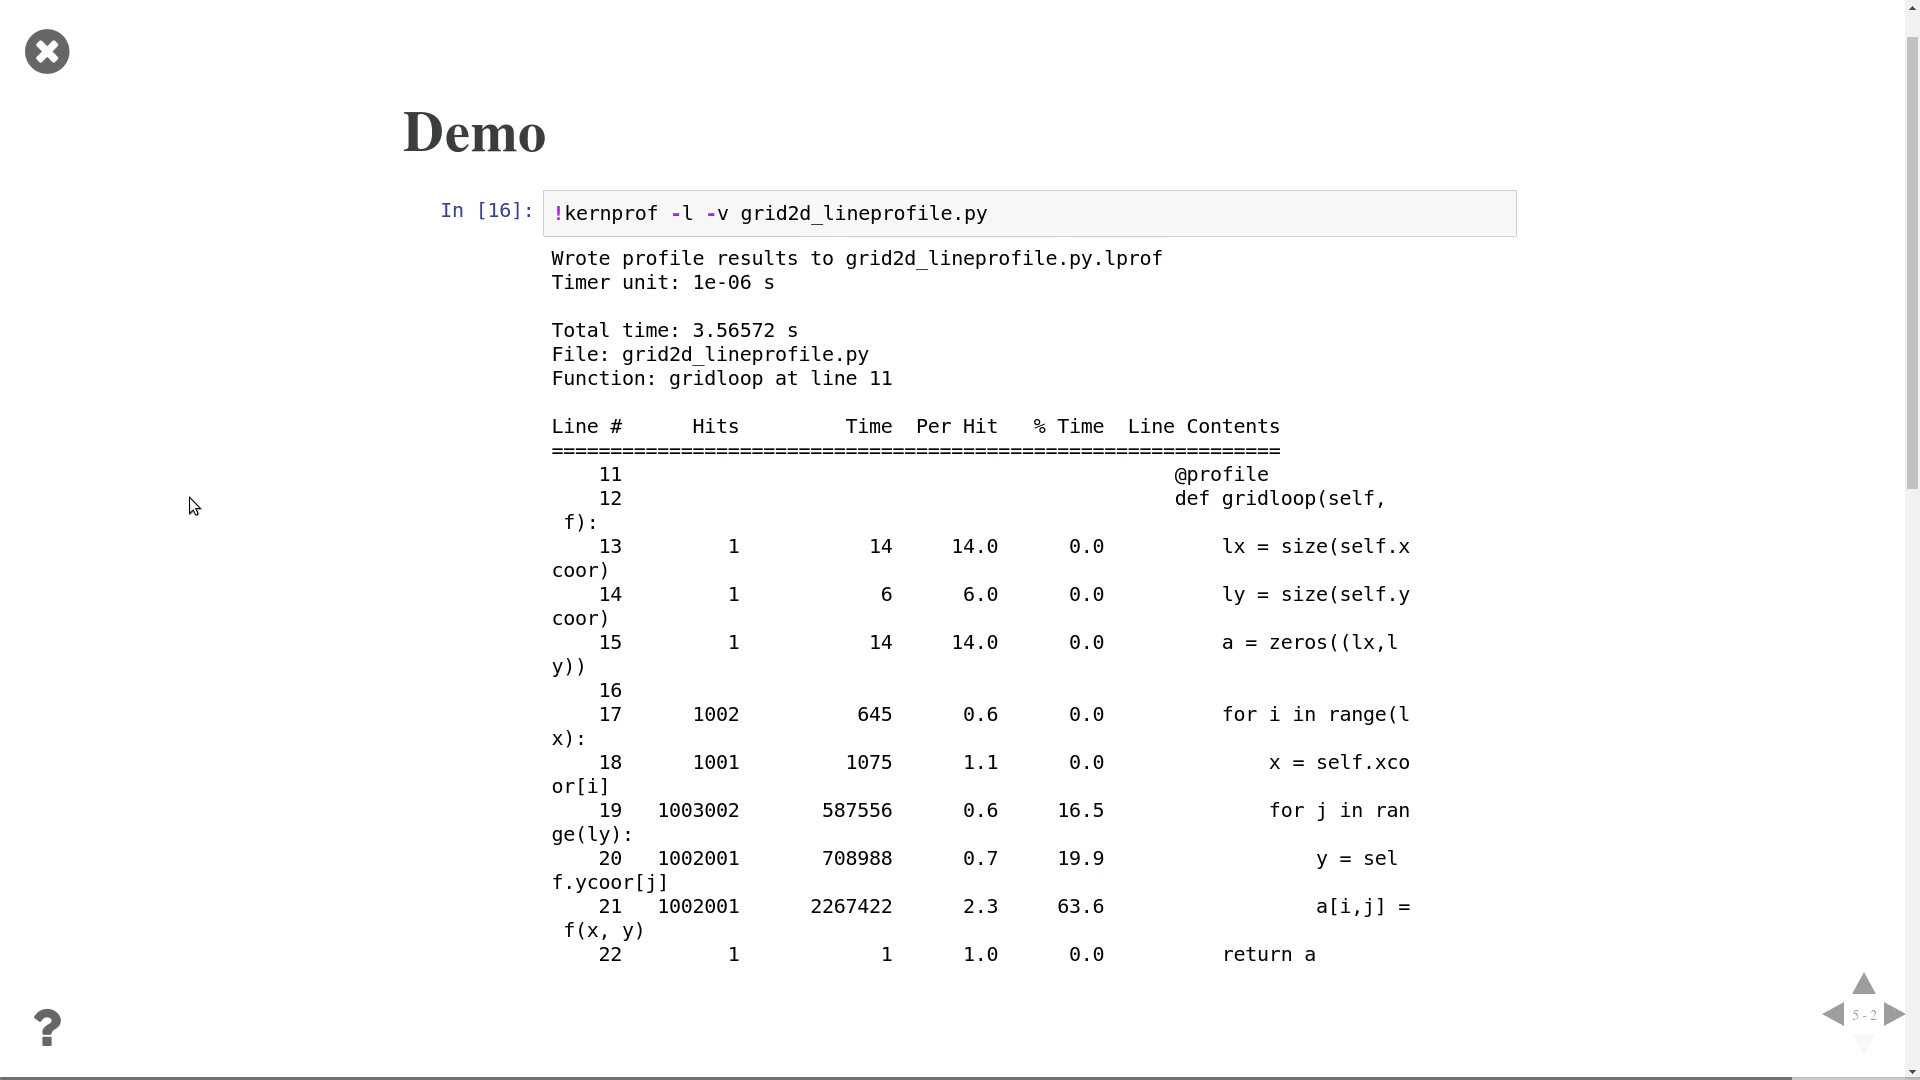 Demo
In [16]: !kernprof -l -v grid2d_lineprofile.py
Wrote profile results to grid2d_lineprofile.py.lprof
Timer unit: 1e-06 s
Total time: 3.56572 s
File: grid2d_lineprofile.py
Function: gridloop at line 11
Line #      Hits         Time  Per Hit   % Time  Line Contents
==============================================================
    11                                               @profile
    12                                               def gridloop(self,
 f):
    13         1           14     14.0      0.0          lx = size(self.x
coor)
    14         1            6      6.0      0.0          ly = size(self.y
coor)
    15         1           14     14.0      0.0          a = zeros((lx,l
y))
    16
    17      1002          645      0.6      0.0          for i in range(l
x):
    18      1001         1075      1.1      0.0              x = self.xco
or[i]
    19   1003002       587556      0.6     16.5              for j in ran
ge(ly):
    20   1002001       708988      0.7     19.9                  y = sel
f.ycoor[j]
    21   1002001      2267422      2.3     63.6                  a[i,j] =
 f(x, y)
    22         1            1      1.0      0.0          return a
?
5 - 2